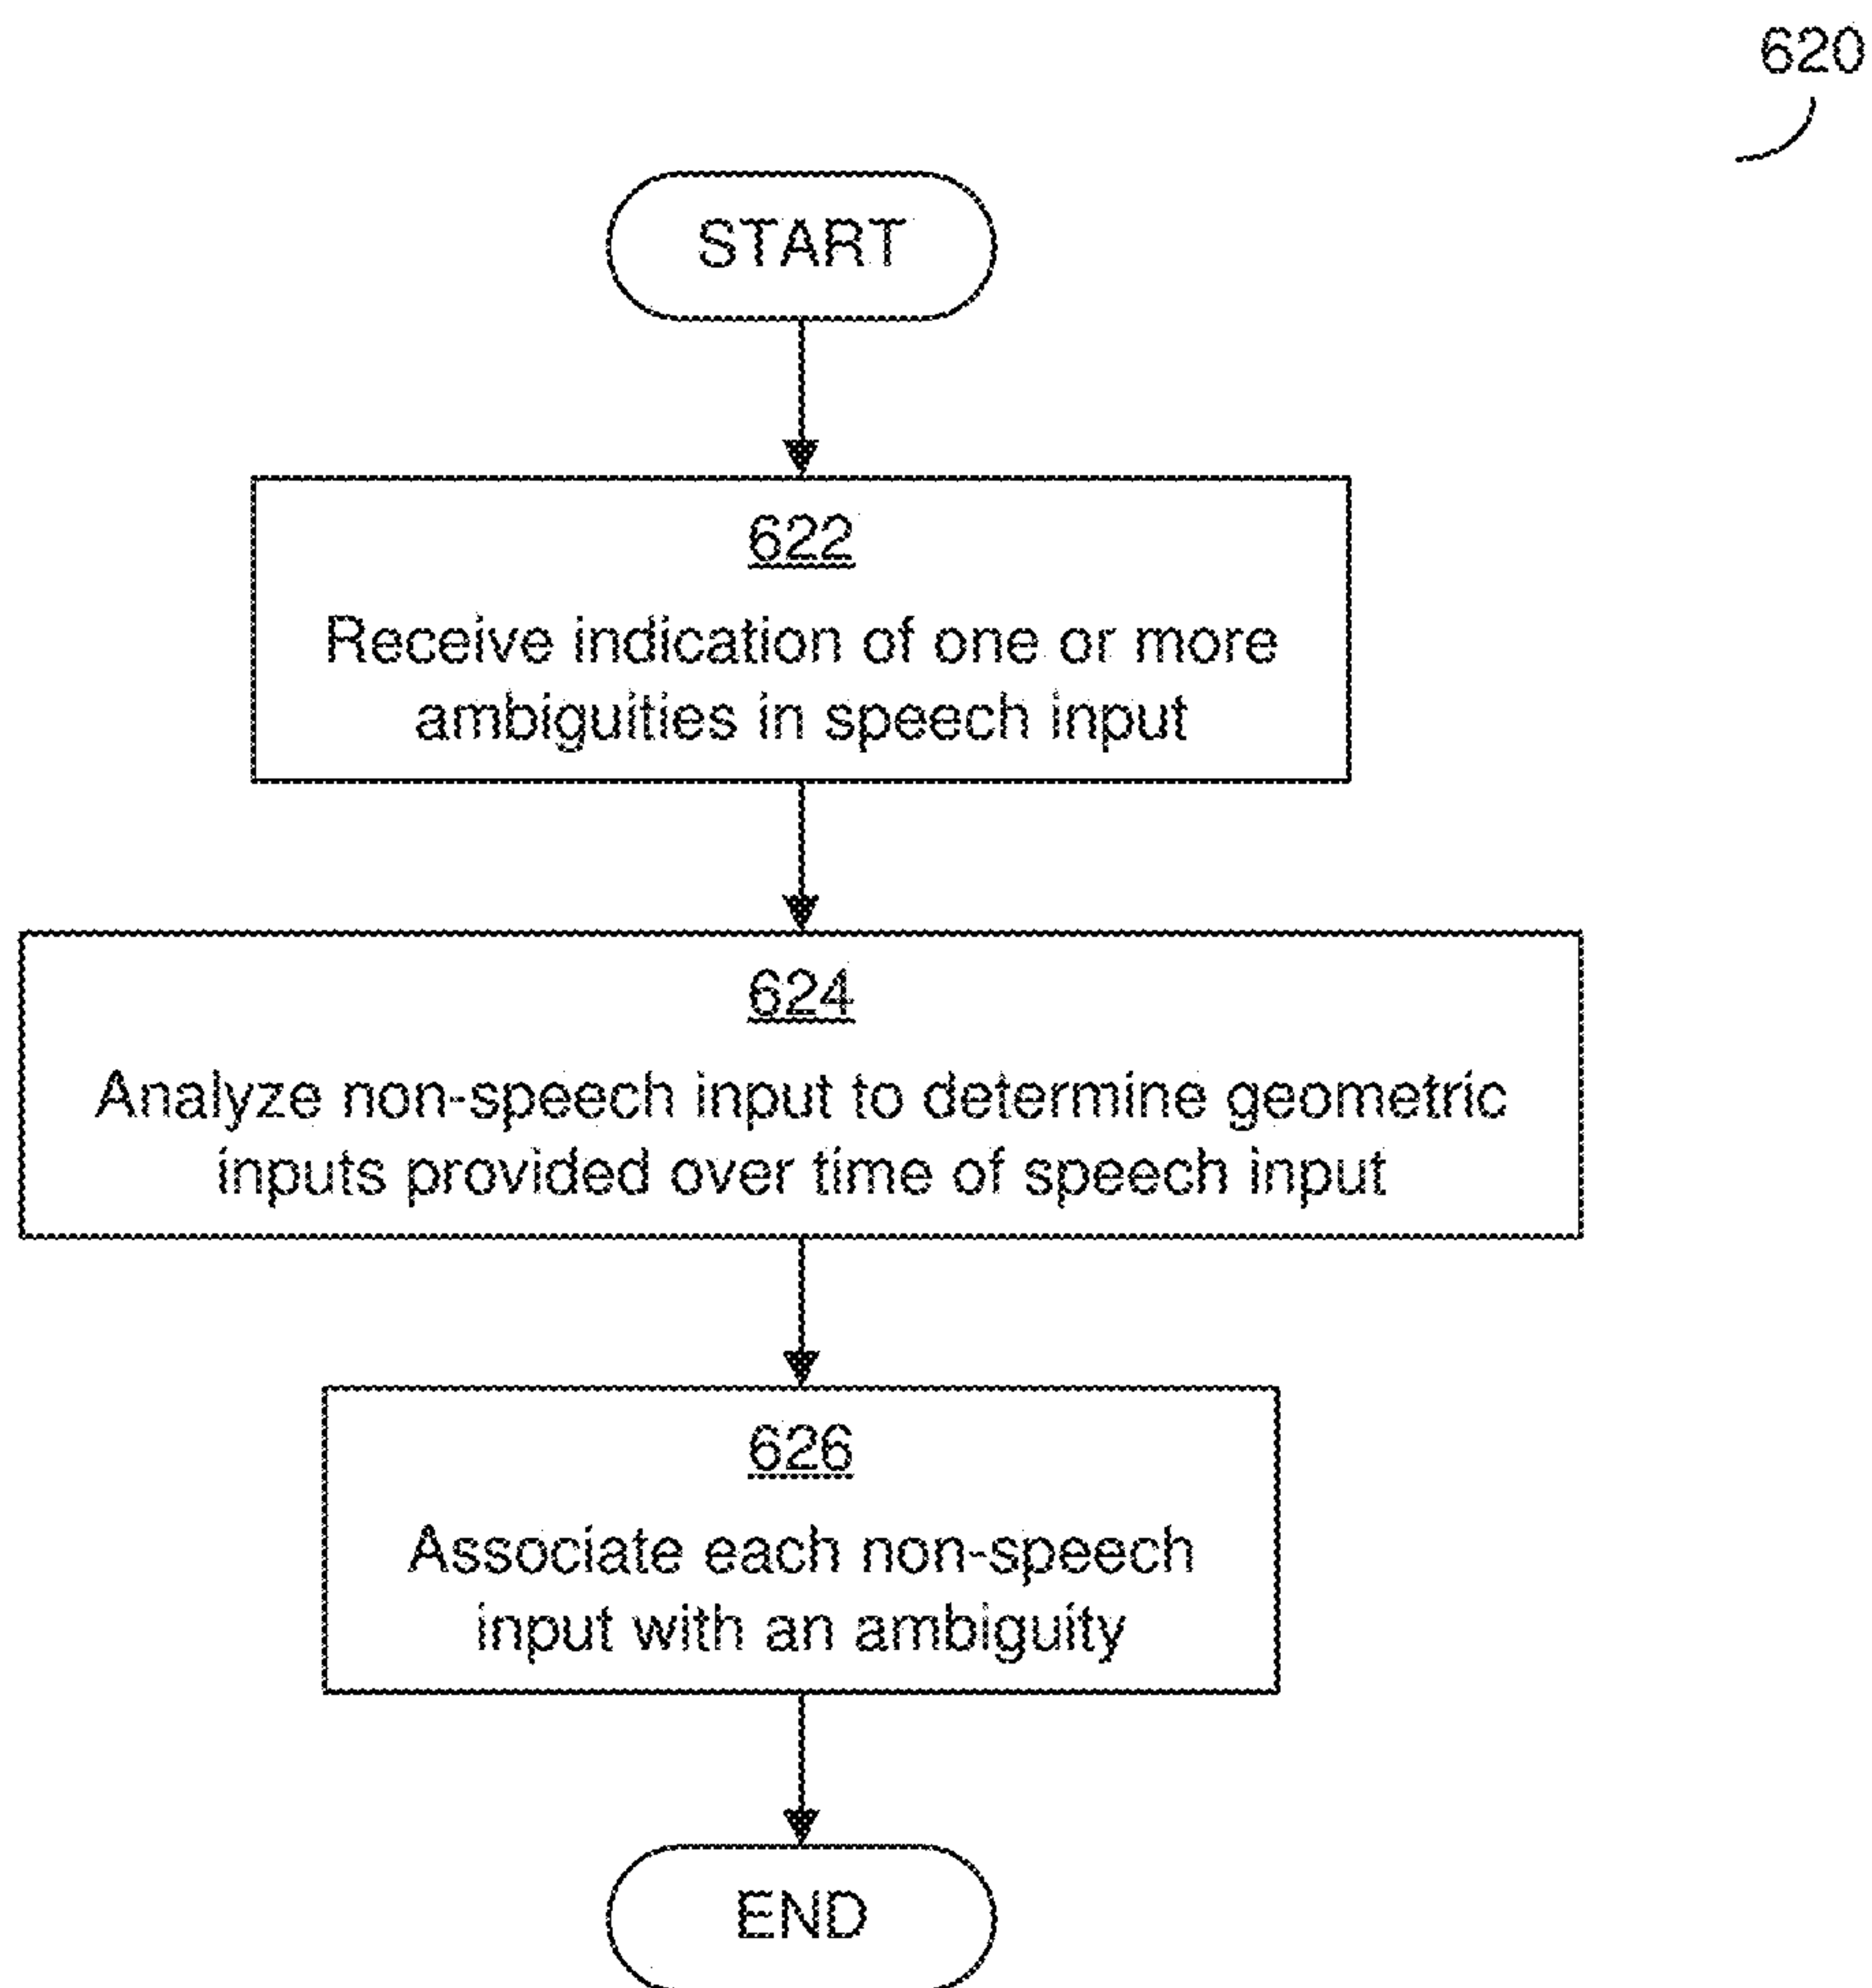 620
START
622
Receive indication of one or more
ambiguities in speech input
624
Analyze non-speech input to determine geometric
inputs provided over time of speech input
626
Associate each non-speech
input with an ambiguity
END